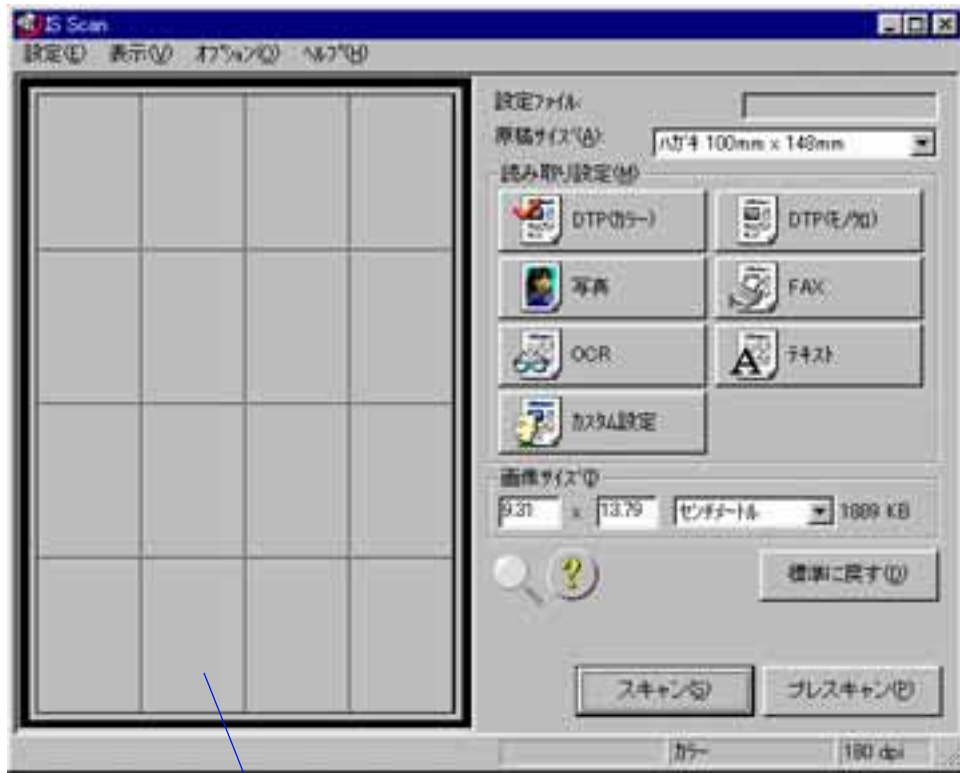 IS Scan
設定(E) 表示(V) オプション(O) ヘルプ(H)
設定ファイル:
原稿サイズ(A): ハガキ 100mm x 148mm
読み取り設定(M)
DTP(カラー) DTP(モノクロ)
写真 FAX
OCR テキスト
カスタム設定
画像サイズ(I)
9.31 x 13.79 センチメートル 1889 KB
標準に戻す(D)
スキャン(S) プレスキャン(P)
カラー 180 dpi